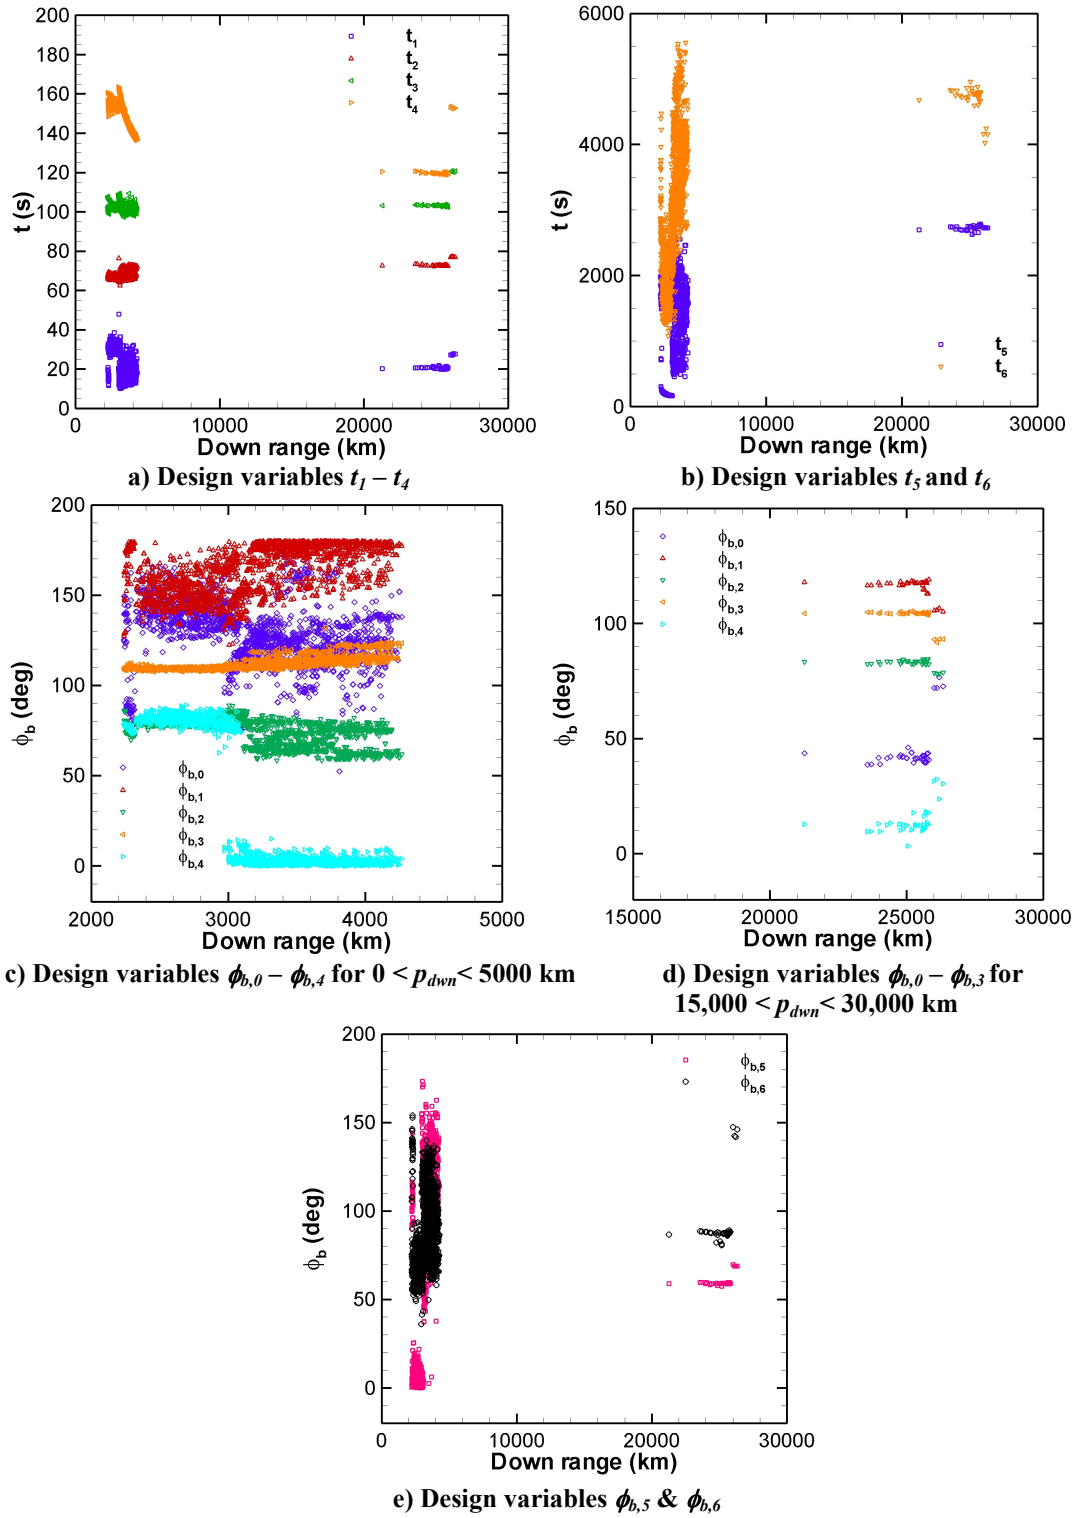 180
160
140
120
100
80
60
40
20
0
t (s)
t1
t2
t3
t4
0 10000 20000 30000
Down range (km)
a) Design variables t1 – t4
6000
4000
2000
0
t (s)
t5
t6
0 10000 20000 30000
Down range (km)
b) Design variables t5 and t6
200
150
100
50
0
ϕb (deg)
ϕb,0
ϕb,1
ϕb,2
ϕb,3
ϕb,4
2000 3000 4000 5000
Down range (km)
c) Design variables ϕb,0 – ϕb,4 for 0 < pdwn< 5000 km
150
100
50
0
ϕb (deg)
ϕb,0
ϕb,1
ϕb,2
ϕb,3
ϕb,4
15000 20000 25000 30000
Down range (km)
d) Design variables ϕb,0 – ϕb,3 for
15,000 < pdwn< 30,000 km
200
150
100
50
0
ϕb (deg)
ϕb,5
ϕb,6
0 10000 20000 30000
Down range (km)
e) Design variables ϕb,5 & ϕb,6